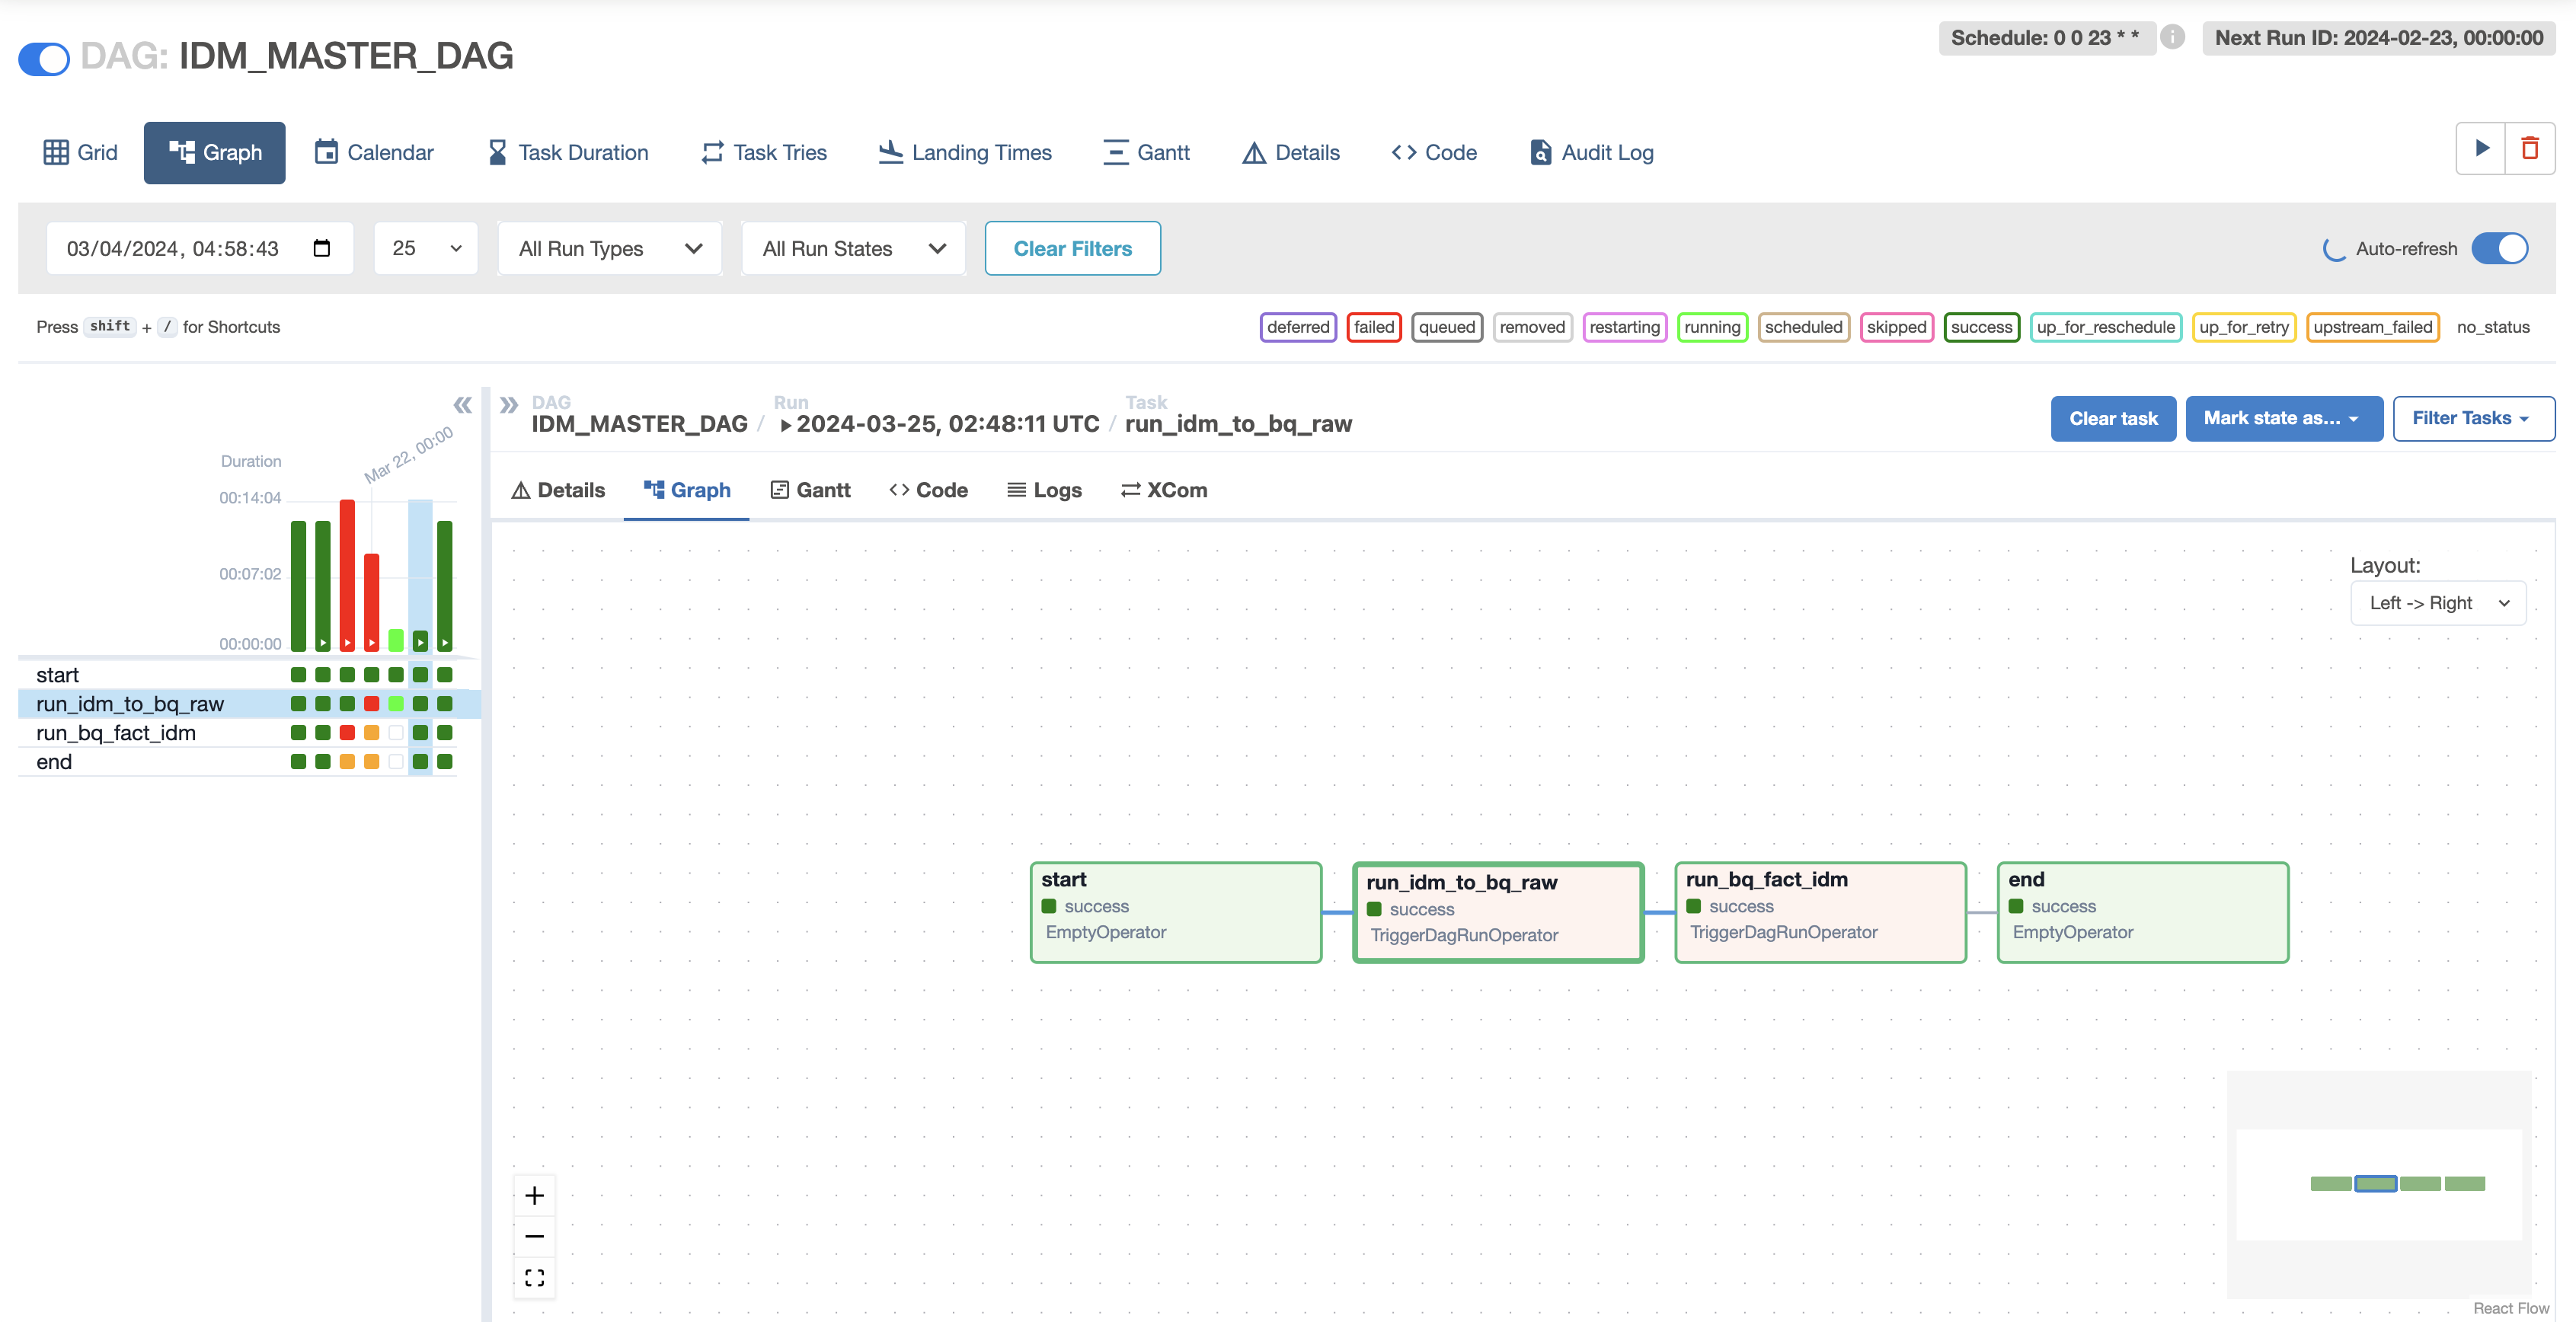 DAG: IDM_MASTER_DAG
Schedule: 0 0 23 * *
Next Run ID: 2024-02-23, 00:00:00
Grid
Graph
Calendar
Task Duration
Task Tries
Landing Times
Gantt
Details
Code
Audit Log
03/04/2024, 04:58:43
25
All Run Types
All Run States
Clear Filters
Auto-refresh
Press shift + / for Shortcuts
deferred
failed
queued
removed
restarting
running
scheduled
skipped
success
up_for_reschedule
up_for_retry
upstream_failed
no_status
Duration
Mar 22, 00:00
00:14:04
00:07:02
00:00:00
start
run_idm_to_bq_raw
run_bq_fact_idm
end
DAG
IDM_MASTER_DAG /
Run
2024-03-25, 02:48:11 UTC /
Task
run_idm_to_bq_raw
Clear task
Mark state as...
Filter Tasks
Details
Graph
Gantt
Code
Logs
XCom
Layout:
Left -> Right
start
success
EmptyOperator
run_idm_to_bq_raw
success
TriggerDagRunOperator
run_bq_fact_idm
success
TriggerDagRunOperator
end
success
EmptyOperator
React Flow